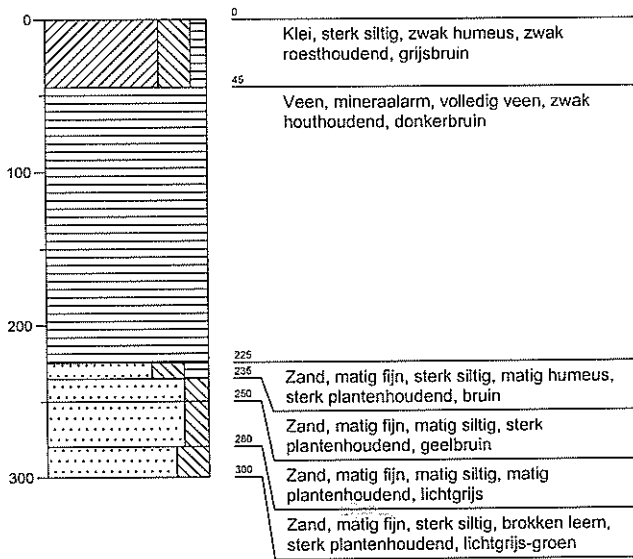 0
0
Klei, sterk siltig, zwak humeus, zwak
roesthoudend, grijsbruin
45
Veen, mineraalarm, volledig veen, zwak
houthoudend, donkerbruin
100
200
225
Zand, matig fijn, sterk siltig, matig humeus,
sterk plantenhoudend, bruin
235
Zand, matig fijn, matig siltig, sterk
plantenhoudend, geelbruin
250
Zand, matig fijn, matig siltig, matig
plantenhoudend, lichtgrijs
280
Zand, matig fijn, sterk siltig, brokken leem,
sterk plantenhoudend, lichtgrijs-groen
300
300